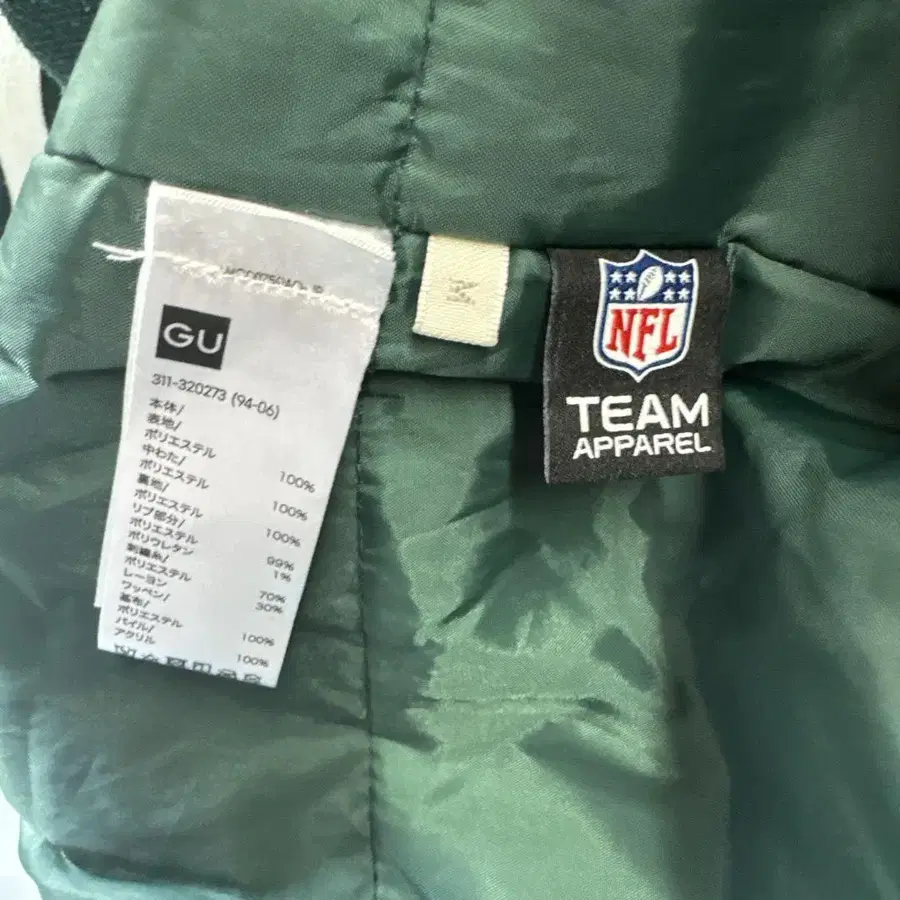 GU
311-320273 (94-06)
本体/
表地/
ポリエステル 100%
中わた/
ポリエステル 100%
裏地/
ポリエステル 100%
リブ部分/
ポリエステル 99%
ポリウレタン 1%
刺繍糸/
ポリエステル 70%
レーヨン 30%
ワッペン/
基布/
ポリエステル 100%
パイル/
アクリル 100%
M
NFL
TEAM
APPAREL